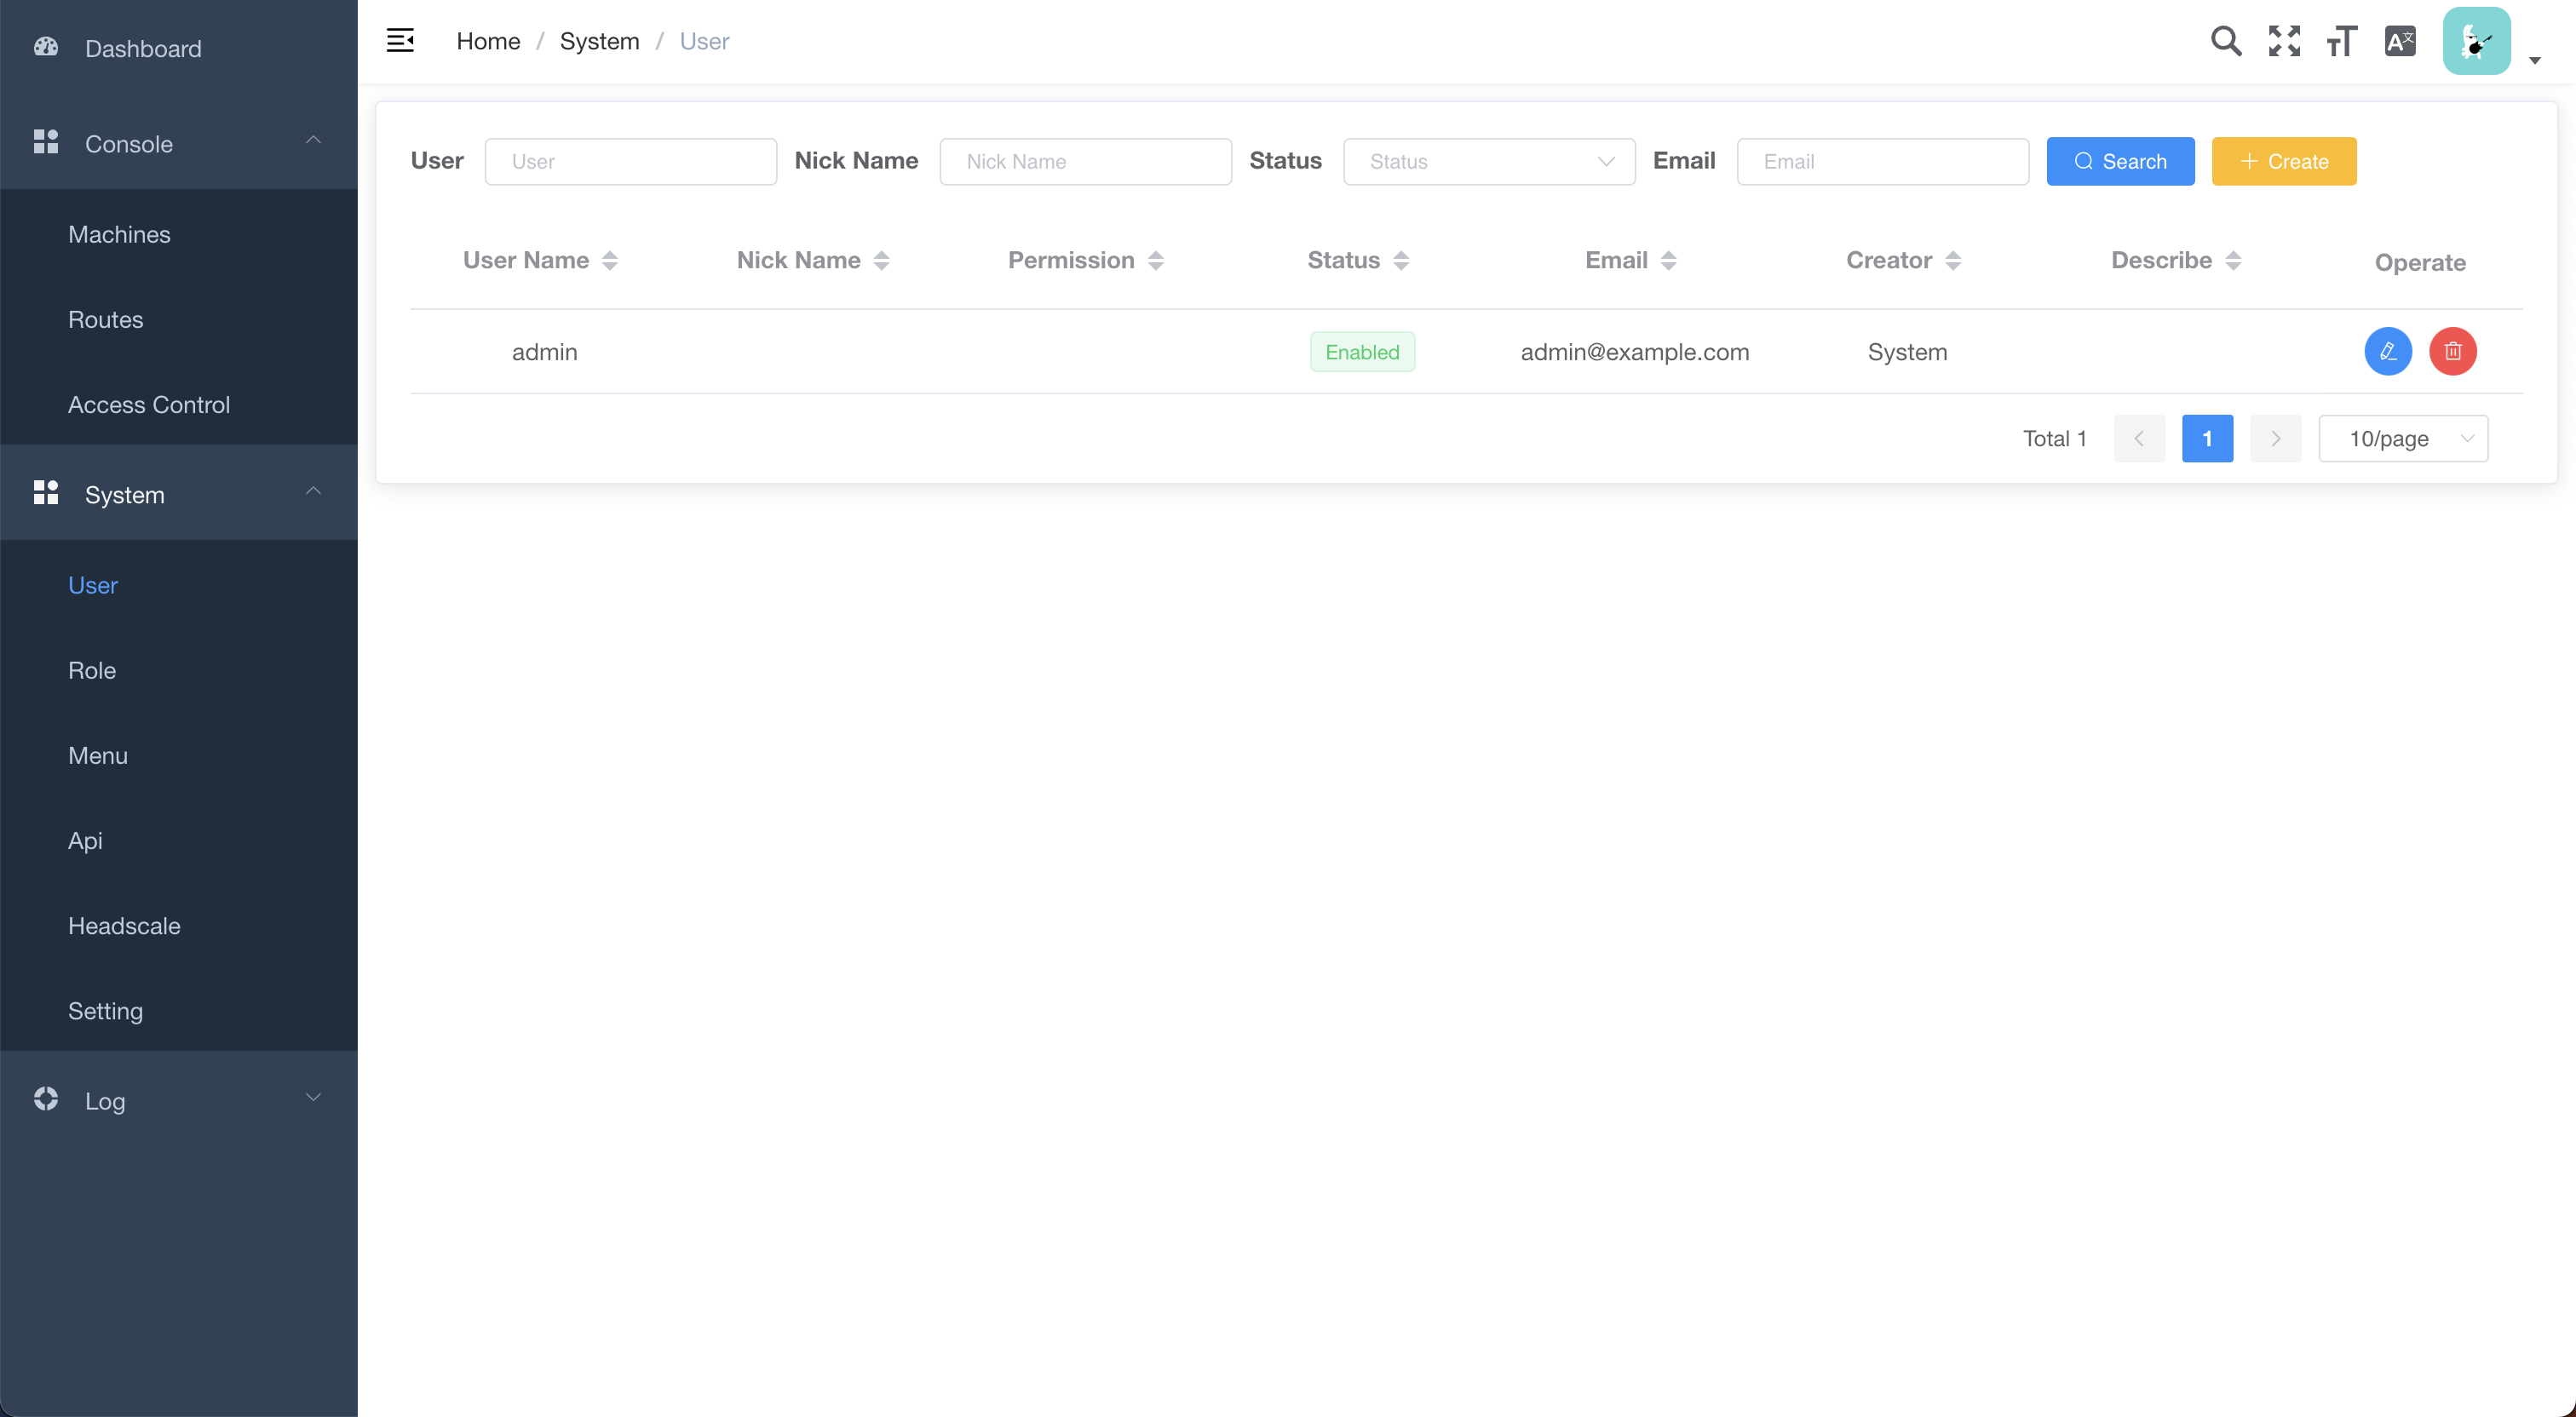 Dashboard
Console
Machines
Routes
Access Control
System
User
Role
Menu
Api
Headscale
Setting
Log
Home / System / User
User User Nick Name Nick Name Status Status Email Email Search Create
User Name Nick Name Permission Status Email Creator Describe Operate
admin Enabled admin@example.com System
Total 1 1 10/page